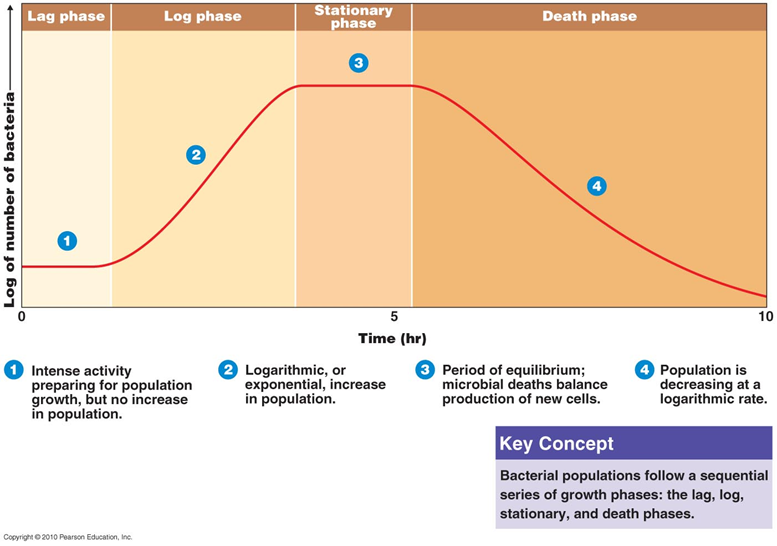 Lag phase
Log phase
Stationary
phase
Death phase
Log of number of bacteria
1
2
3
4
0
5
10
Time (hr)
1 Intense activity
preparing for population
growth, but no increase
in population.
2 Logarithmic, or
exponential, increase
in population.
3 Period of equilibrium;
microbial deaths balance
production of new cells.
4 Population is
decreasing at a
logarithmic rate.
Key Concept
Bacterial populations follow a sequential
series of growth phases: the lag, log,
stationary, and death phases.
Copyright © 2010 Pearson Education, Inc.